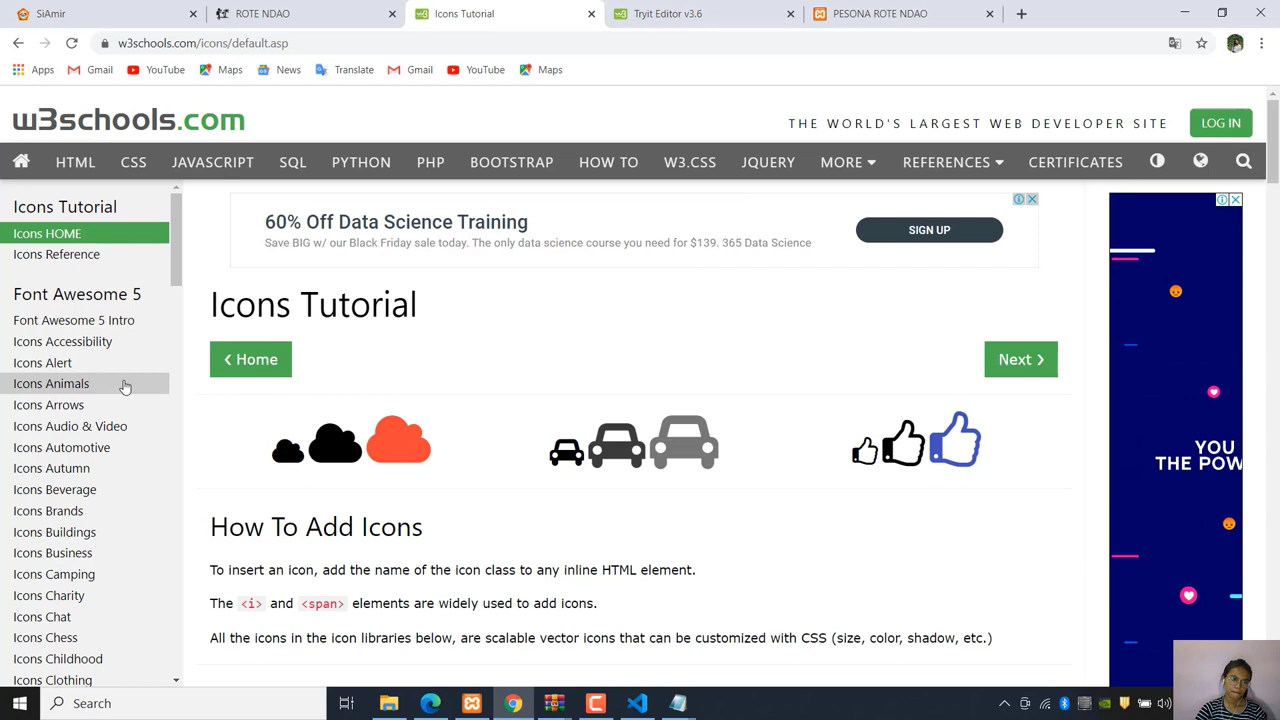 SiAmir
ROTE NDAO
Icons Tutorial
Tryit Editor v3.6
PESONA ROTE NDAO
w3schools.com/icons/default.asp
Apps Gmail YouTube Maps News Translate Gmail YouTube Maps
w3schools.com
THE WORLD'S LARGEST WEB DEVELOPER SITE
LOG IN
HTML CSS JAVASCRIPT SQL PYTHON PHP BOOTSTRAP HOW TO W3.CSS JQUERY MORE REFERENCES CERTIFICATES
Icons Tutorial
Icons HOME
Icons Reference
Font Awesome 5
Font Awesome 5 Intro
Icons Accessibility
Icons Alert
Icons Animals
Icons Arrows
Icons Audio & Video
Icons Automotive
Icons Autumn
Icons Beverage
Icons Brands
Icons Buildings
Icons Business
Icons Camping
Icons Charity
Icons Chat
Icons Chess
Icons Childhood
Icons Clothing
60% Off Data Science Training
Save BIG w/ our Black Friday sale today. The only data science course you need for $139. 365 Data Science
SIGN UP
Icons Tutorial
❮ Home
Next ❯
How To Add Icons
To insert an icon, add the name of the icon class to any inline HTML element.
The <i> and <span> elements are widely used to add icons.
All the icons in the icon libraries below, are scalable vector icons that can be customized with CSS (size, color, shadow, etc.)
YOU
THE POW
Search